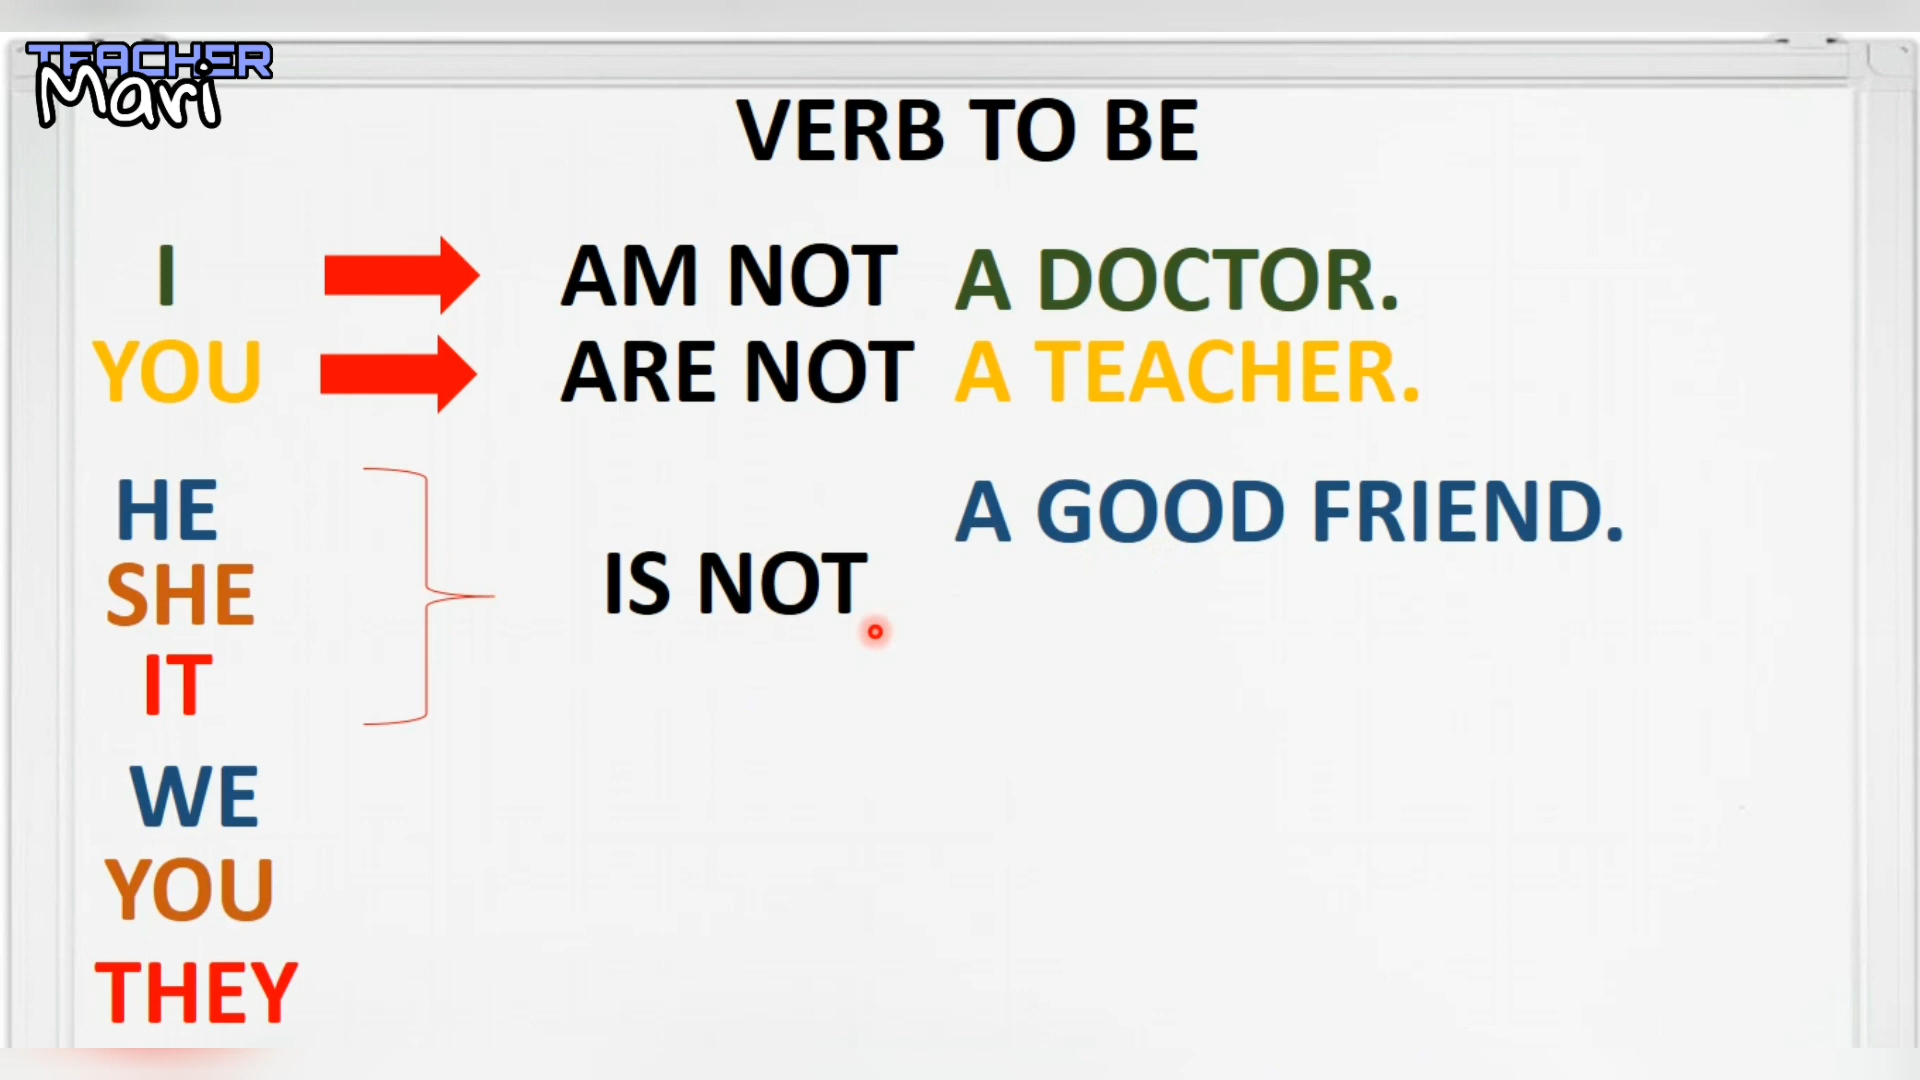 TEACHER
Mari
VERB TO BE
I AM NOT A DOCTOR.
YOU ARE NOT A TEACHER.
HE A GOOD FRIEND.
SHE IS NOT
IT
WE
YOU
THEY